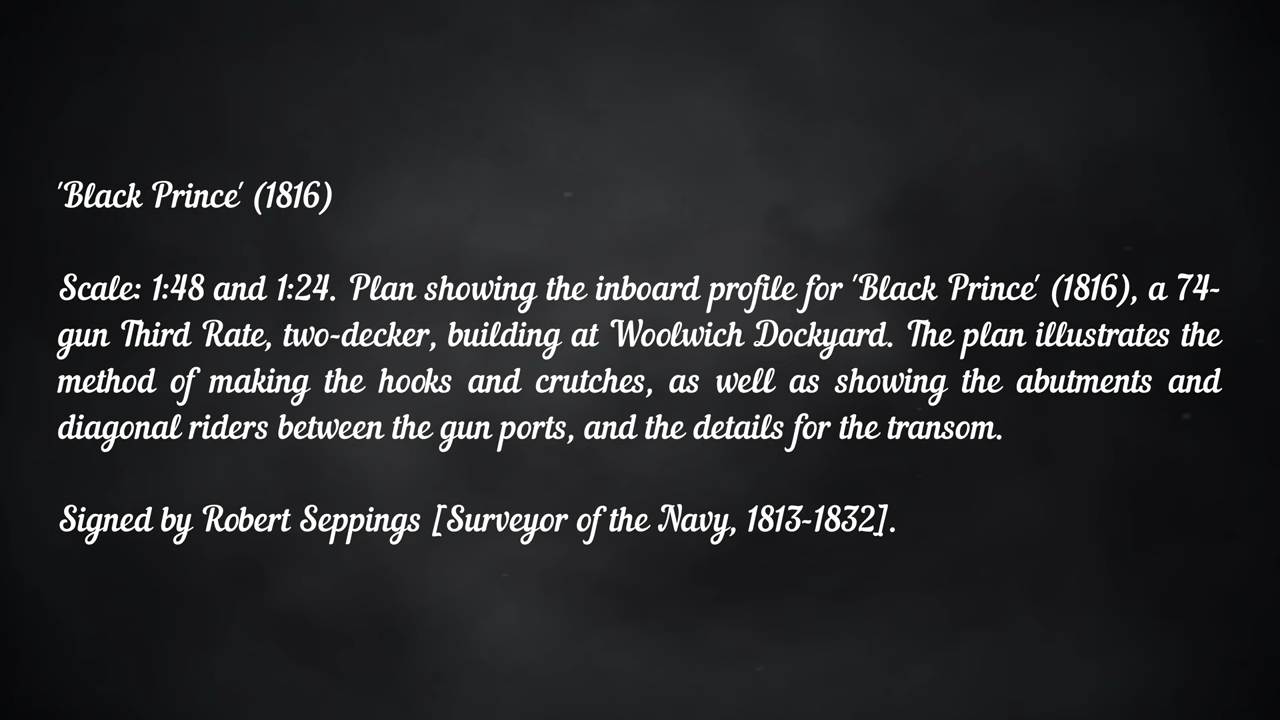 'Black Prince' (1816)
Scale: 1:48 and 1:24. Plan showing the inboard profile for 'Black Prince' (1816), a 74-
gun Third Rate, two-decker, building at Woolwich Dockyard. The plan illustrates the
method of making the hooks and crutches, as well as showing the abutments and
diagonal riders between the gun ports, and the details for the transom.
Signed by Robert Seppings [Surveyor of the Navy, 1813-1832].